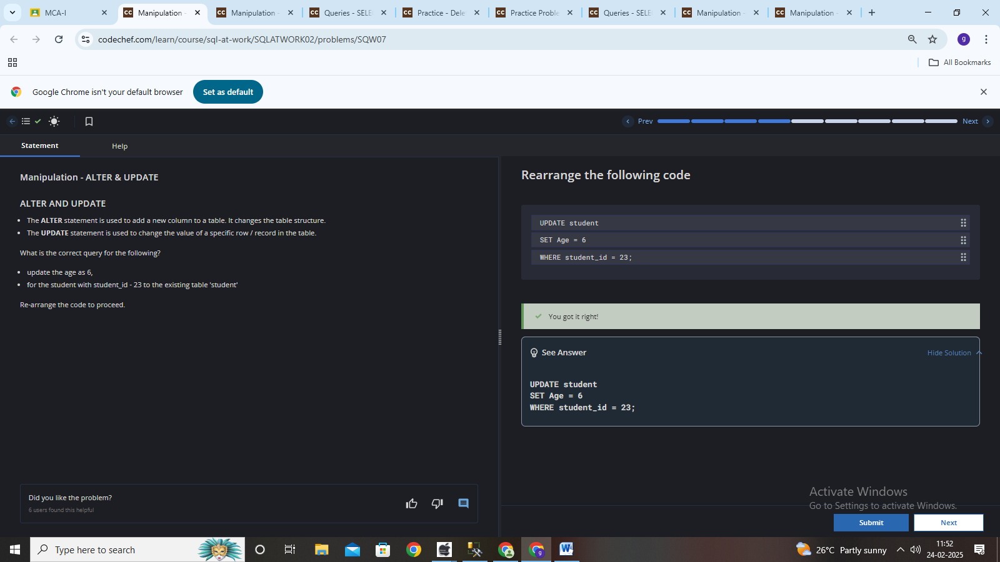 MCA-I
Manipulation -
Manipulation -
Queries - SELE
Practice - Dele
Practice Proble
Queries - SELE
Manipulation -
Manipulation -
codechef.com/learn/course/sql-at-work/SQLATWORK02/problems/SQW07
g
All Bookmarks
Google Chrome isn't your default browser
Set as default
Prev
Next
Statement
Help
Manipulation - ALTER & UPDATE
ALTER AND UPDATE
• The ALTER statement is used to add a new column to a table. It changes the table structure.
• The UPDATE statement is used to change the value of a specific row / record in the table.
What is the correct query for the following?
• update the age as 6,
• for the student with student_id - 23 to the existing table 'student'
Re-arrange the code to proceed.
Did you like the problem?
6 users found this helpful
Rearrange the following code
UPDATE student
SET Age = 6
WHERE student_id = 23;
You got it right!
See Answer
Hide Solution
UPDATE student
SET Age = 6
WHERE student_id = 23;
Activate Windows
Go to Settings to activate Windows.
Submit
Next
Type here to search
26°C Partly sunny
11:52
24-02-2025